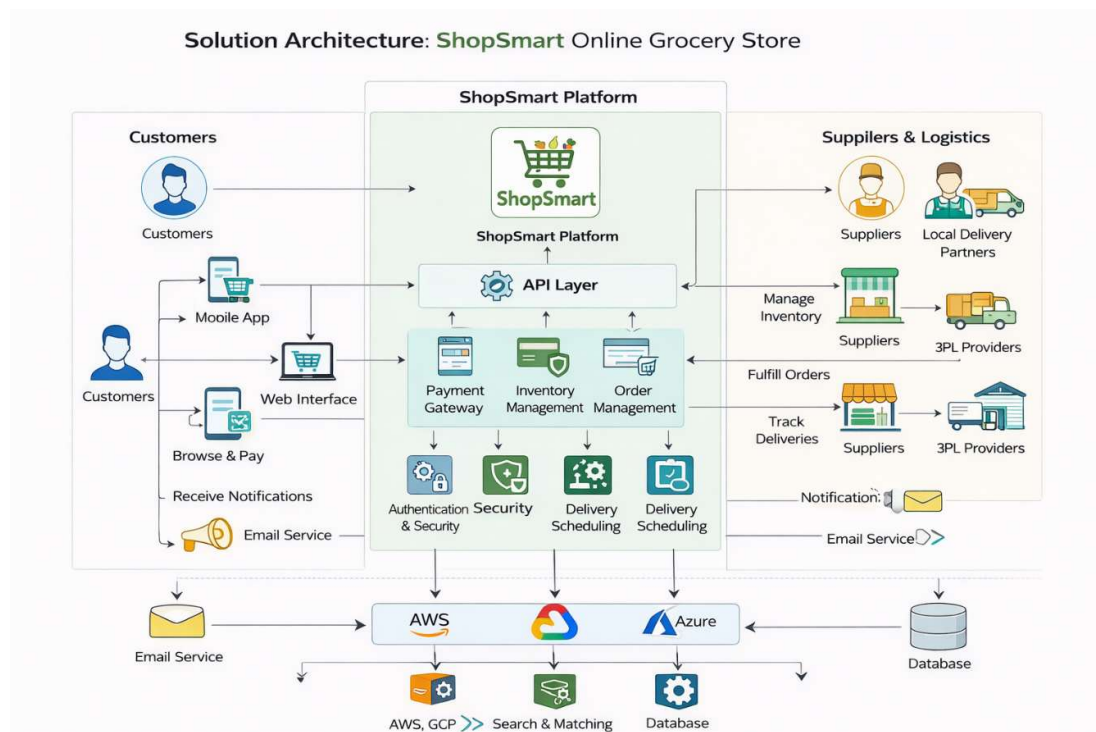 Solution Architecture: ShopSmart Online Grocery Store
ShopSmart Platform
Customers
Suppilers & Logistics
ShopSmart
ShopSmart Platform
Customers
Suppliers
Local Delivery
Partners
API Layer
Mooile App
Manage
Inventory
Suppliers
3PL Providers
Customers
Web Interface
Payment
Gateway
Inventory
Management
Order
Management
Fulfill Orders
Browse & Pay
Track
Deliveries
Suppliers
3PL Providers
Receive Notifications
Authentication
& Security
Security
Delivery
Scheduling
Delivery
Scheduling
Notification:
Email Service
Email Service
AWS
Azure
Email Service
Database
AWS, GCP
Search & Matching
Database